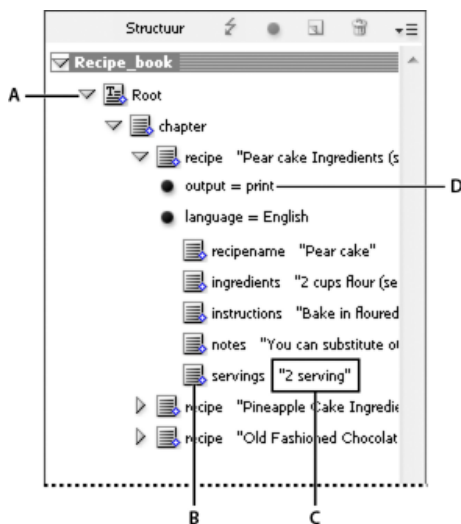 Structuur
Recipe_book
A
Root
chapter
recipe "Pear cake Ingredients (s
output = print
D
language = English
recipename "Pear cake"
ingredients "2 cups flour (se
instructions "Bake in floured
notes "You can substitute ot
servings "2 serving"
recipe "Pineapple Cake Ingredie
recipe "Old Fashioned Chocolat
B
C